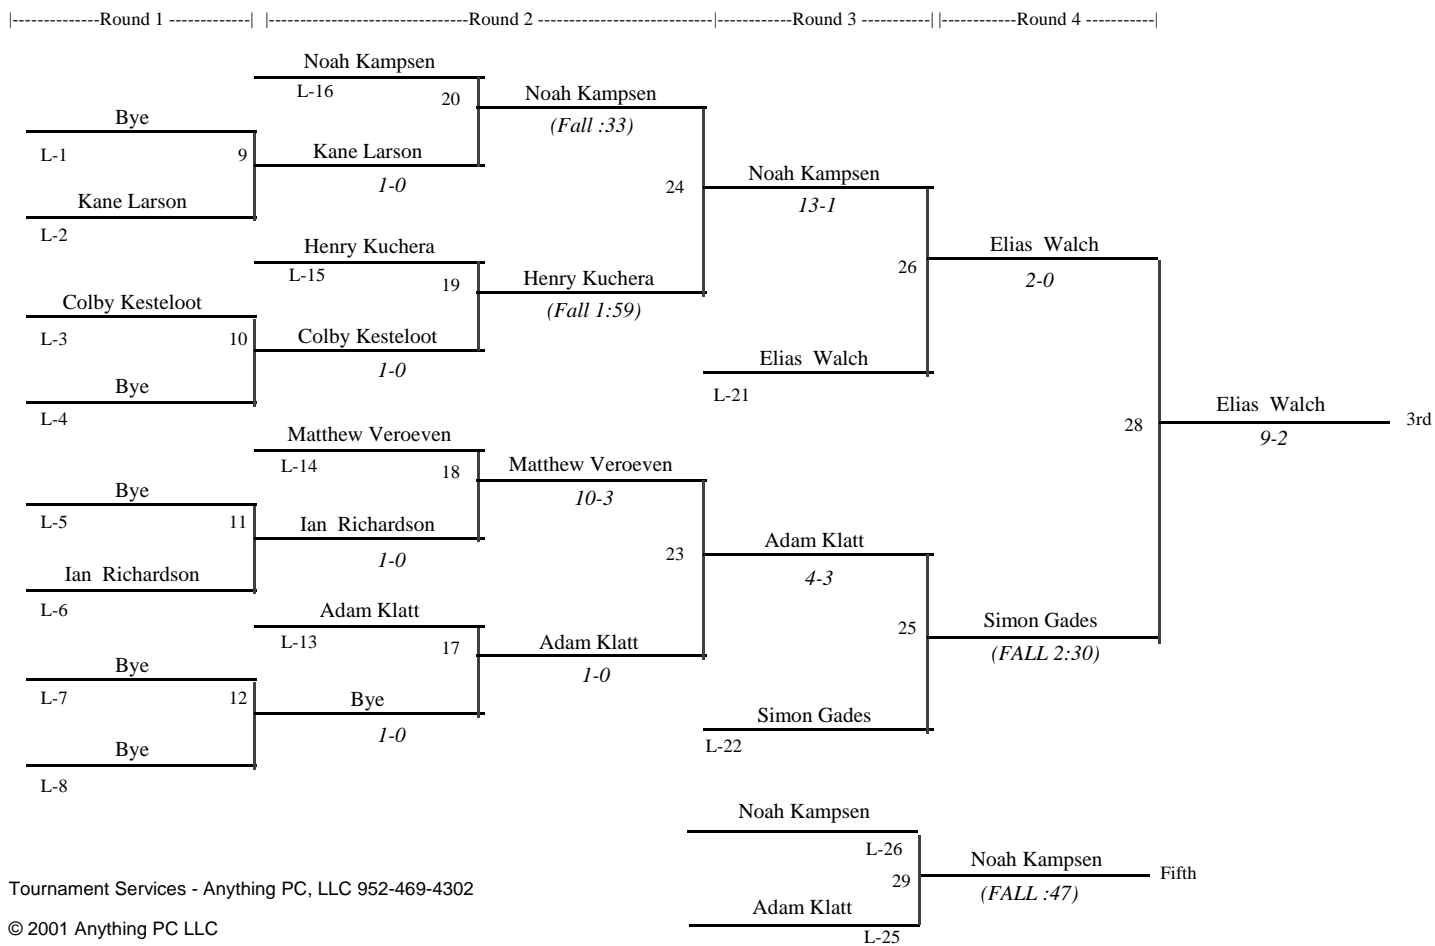 |--------------Round 1 -------------| |--------------------------------Round 2 ----------------------------|------------Round 3 -----------| |------------Round 4 -----------|
Noah Kampsen
L-16
20
Noah Kampsen
(Fall :33)
Bye
L-1
9
Kane Larson
1-0
Kane Larson
L-2
24
Noah Kampsen
13-1
Henry Kuchera
L-15
19
Henry Kuchera
(Fall 1:59)
Colby Kesteloot
L-3
10
Colby Kesteloot
1-0
Bye
L-4
26
Elias Walch
2-0
Elias Walch
L-21
28
Elias Walch
9-2
3rd
Matthew Veroeven
L-14
18
Matthew Veroeven
10-3
Bye
L-5
11
Ian Richardson
1-0
Ian Richardson
L-6
23
Adam Klatt
4-3
Adam Klatt
L-13
17
Adam Klatt
1-0
Bye
L-7
12
Bye
1-0
Bye
L-8
25
Simon Gades
(FALL 2:30)
Simon Gades
L-22
Noah Kampsen
L-26
29
Noah Kampsen
(FALL :47)
Fifth
Adam Klatt
L-25
Tournament Services - Anything PC, LLC 952-469-4302
© 2001 Anything PC LLC